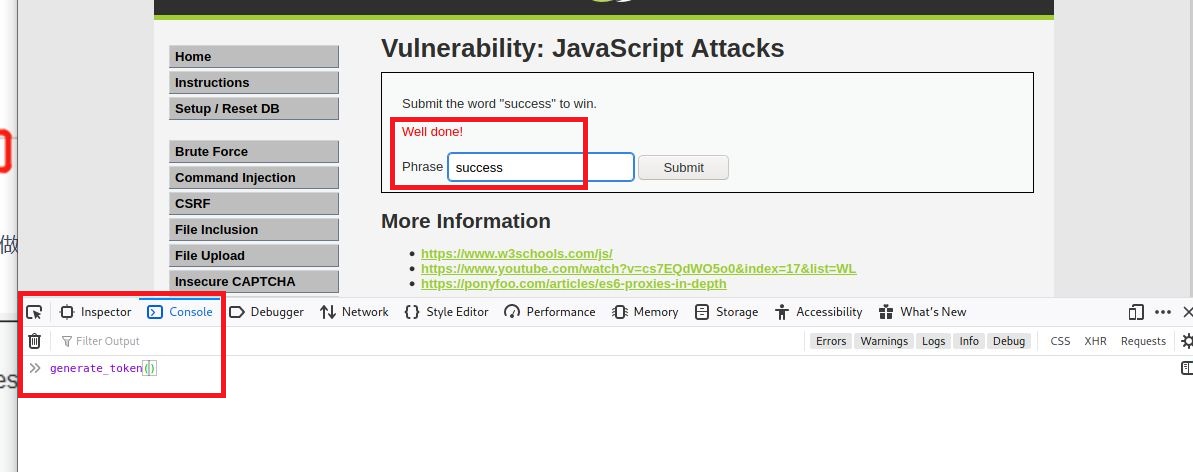 Vulnerability: JavaScript Attacks
Home
Instructions
Setup / Reset DB
Brute Force
Command Injection
CSRF
File Inclusion
File Upload
Insecure CAPTCHA
Submit the word "success" to win.
Well done!
Phrase success Submit
More Information
https://www.w3schools.com/js/
https://www.youtube.com/watch?v=cs7EQdWO5o0&index=17&list=WL
https://ponyfoo.com/articles/es6-proxies-in-depth
做
es
Inspector Console Debugger Network Style Editor Performance Memory Storage Accessibility What's New
Filter Output Errors Warnings Logs Info Debug CSS XHR Requests
generate_token()